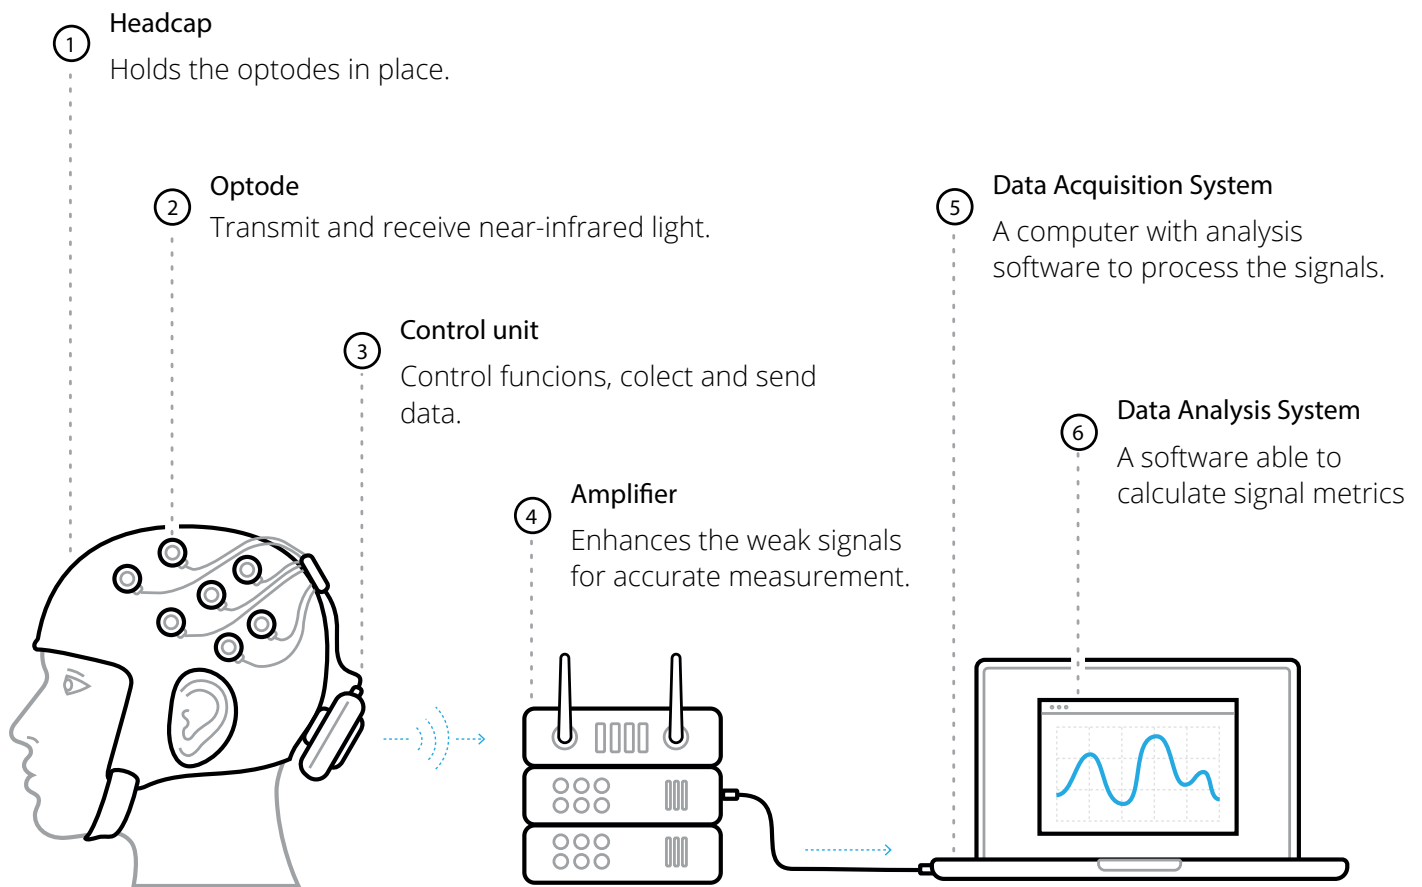 1
Headcap
Holds the optodes in place.
2
Optode
Transmit and receive near-infrared light.
3
Control unit
Control funcions, colect and send
data.
4
Amplifier
Enhances the weak signals
for accurate measurement.
5
Data Acquisition System
A computer with analysis
software to process the signals.
6
Data Analysis System
A software able to
calculate signal metrics